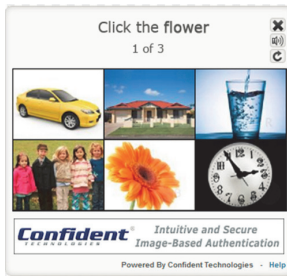 Click the flower
1 of 3
Confident®
TECHNOLOGIES
Intuitive and Secure
Image-Based Authentication
Powered By Confident Technologies - Help